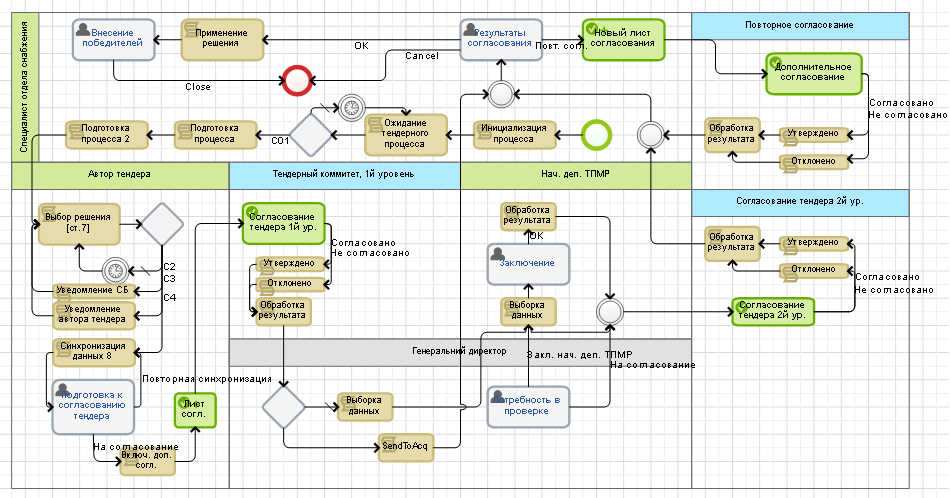 Специалист отдела снабжения
Внесение
победителей
Применение
решения
OK
Результаты
согласования
Повт. согл.
Новый лист
согласования
Повторное согласование
Cancel
Close
Дополнительное
согласование
Согласовано
Не согласовано
Подготовка
процесса 2
Подготовка
процесса
CO1
Ожидание
тендерного
процесса
Инициализация
процесса
Обработка
результата
Утверждено
Отклонено
Автор тендера
Тендерный коммитет, 1й уровень
Нач. деп. ТПМР
Согласование тендера 2й ур.
Выбор решения
[ст.7]
C2
C3
C4
Уведомление СБ
Уведомление
автора тендера
Синхронизация
данных 8
Повторная синхронизация
Подготовка к
согласованию
тендера
На согласование
Включ. доп.
согл.
Лист
согл.
Согласование
тендера 1й ур.
Согласовано
Не согласовано
Утверждено
Отклонено
Обработка
результата
Обработка
результата
OK
Заключение
Выборка
данных
Обработка
результата
Утверждено
Отклонено
Согласовано
Не согласовано
Согласование
тендера 2й ур.
Генеральний директор
Закл. нач. деп. ТПМР
На согласование
Выборка
данных
Потребность в
проверке
SendToAcq